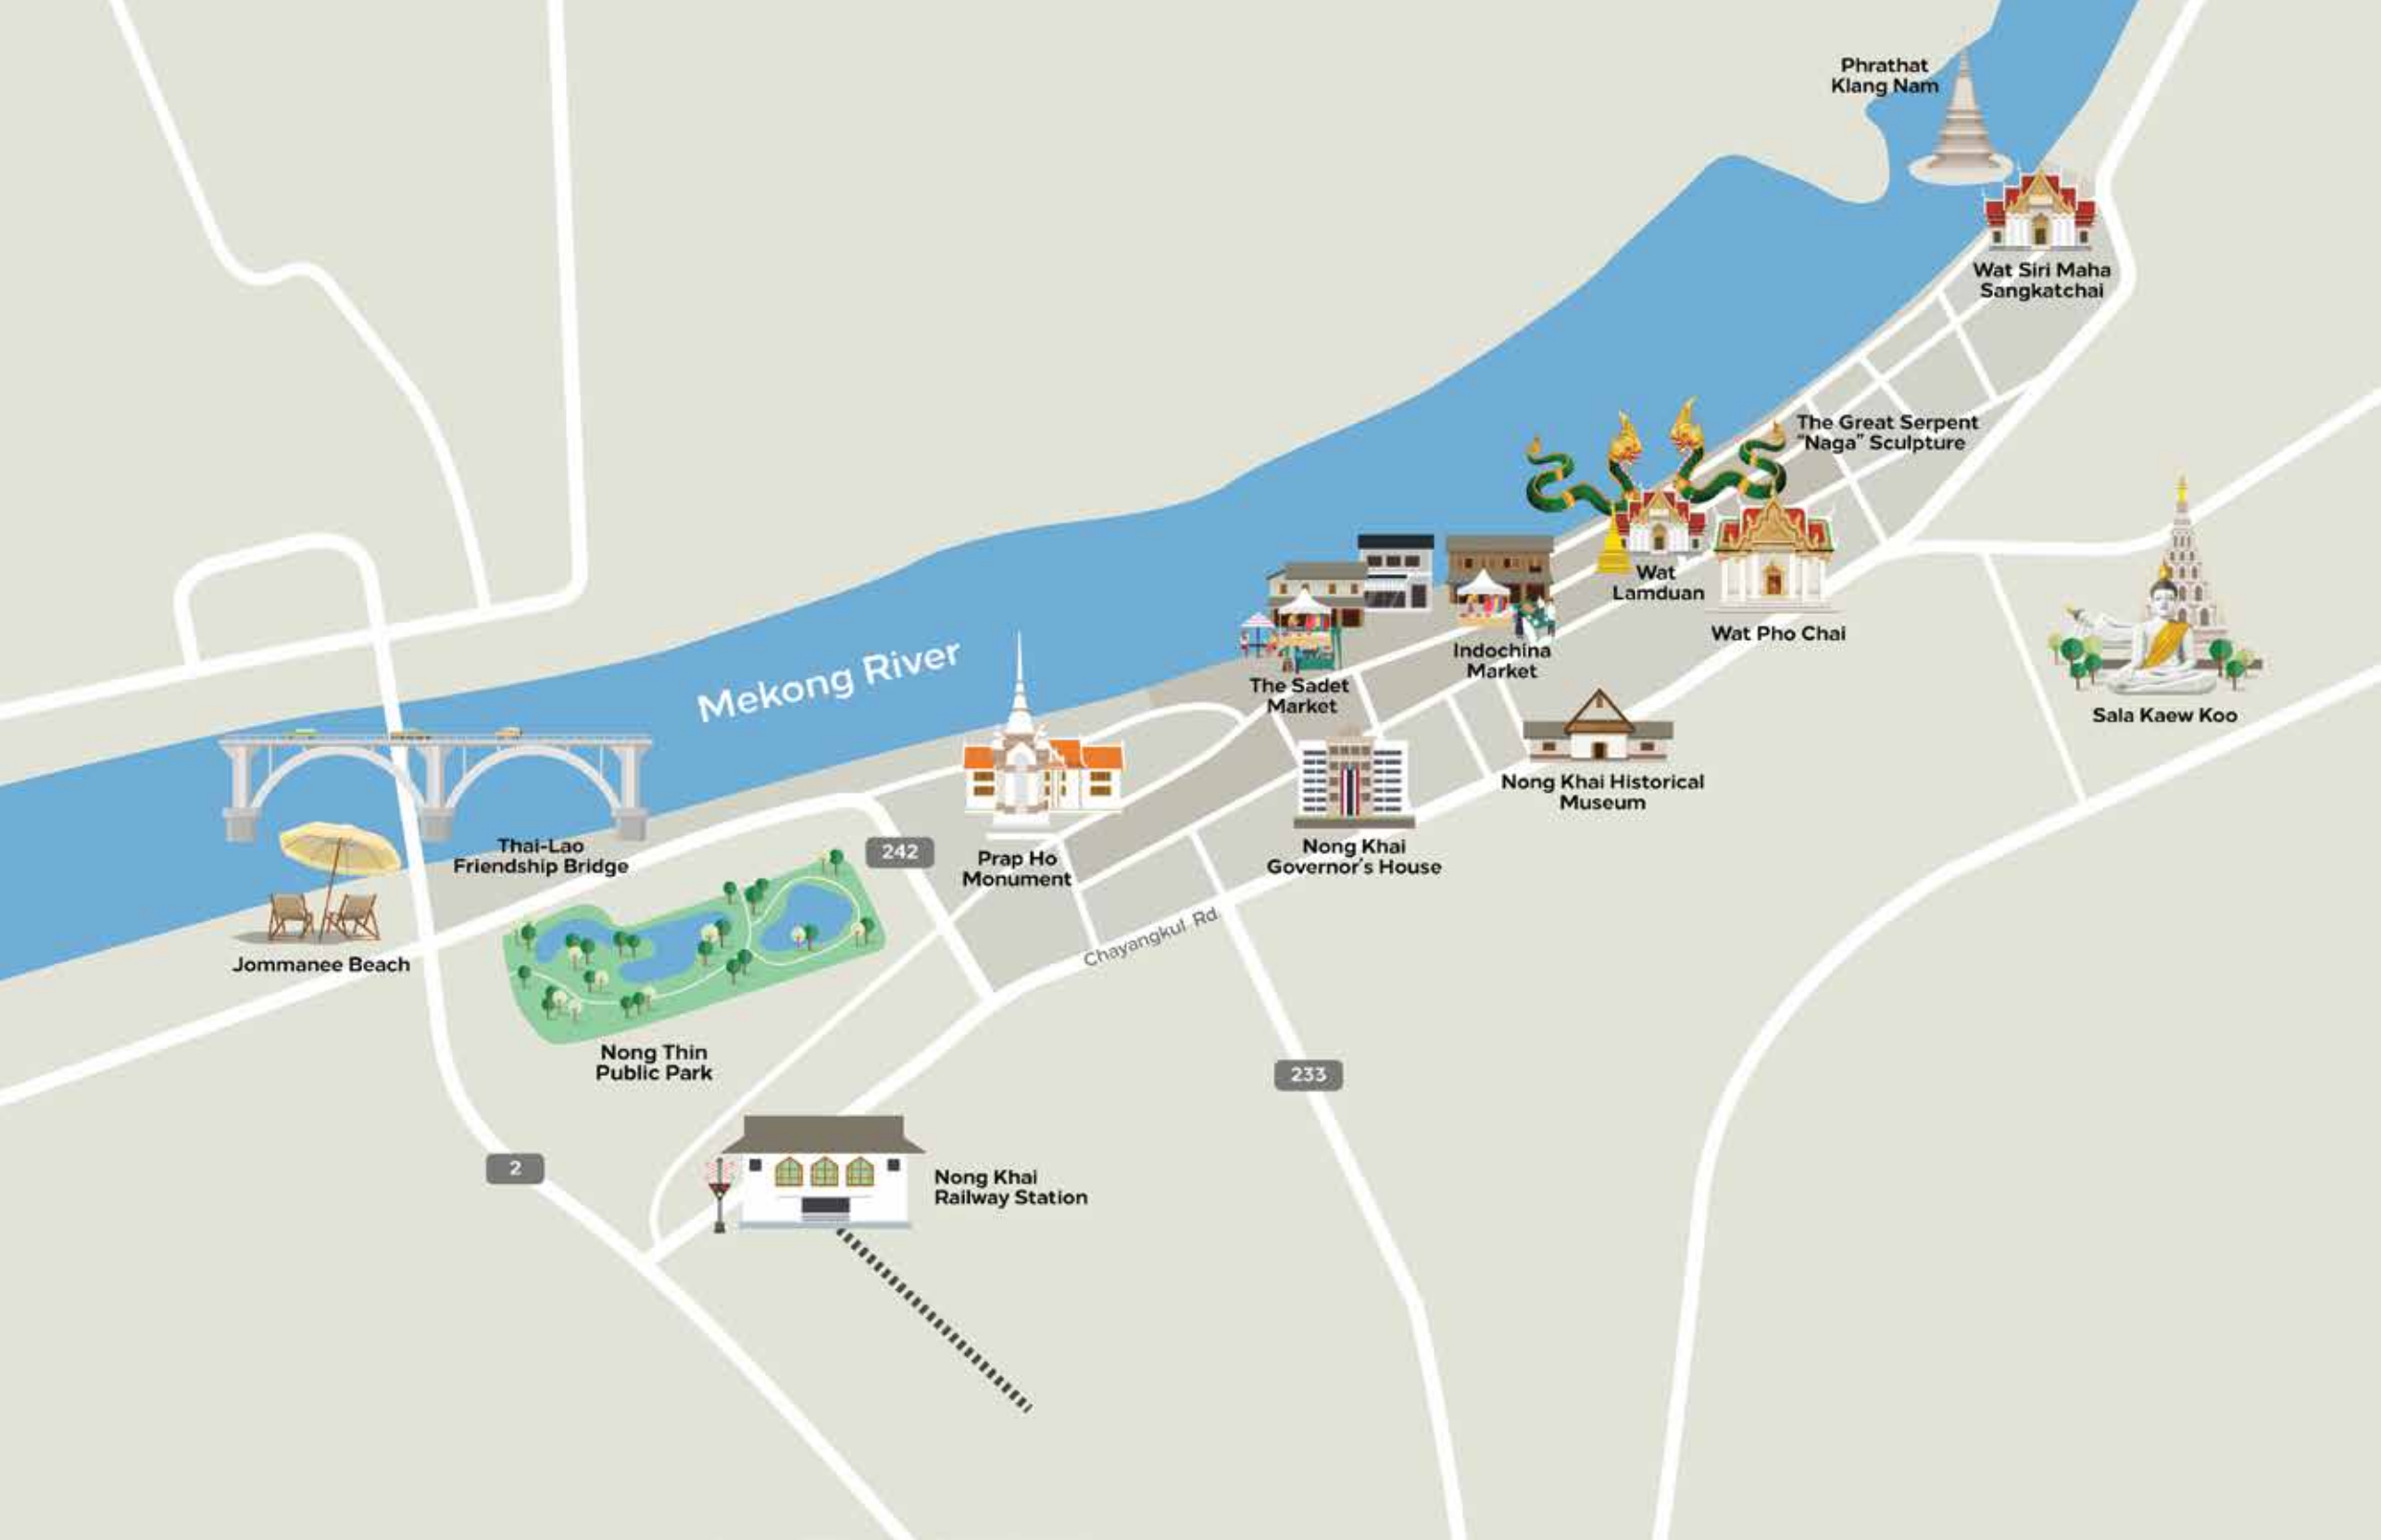 Phrathat
Klang Nam
Wat Siri Maha
Sangkatchai
The Great Serpent
"Naga" Sculpture
Wat
Lamduan
Wat Pho Chai
Indochina
Market
The Sadet
Market
Mekong River
Sala Kaew Koo
Nong Khai Historical
Museum
Nong Khai
Governor's House
Thai-Lao
Friendship Bridge
242
Prap Ho
Monument
Chayangkul Rd.
Jommanee Beach
Nong Thin
Public Park
233
2
Nong Khai
Railway Station